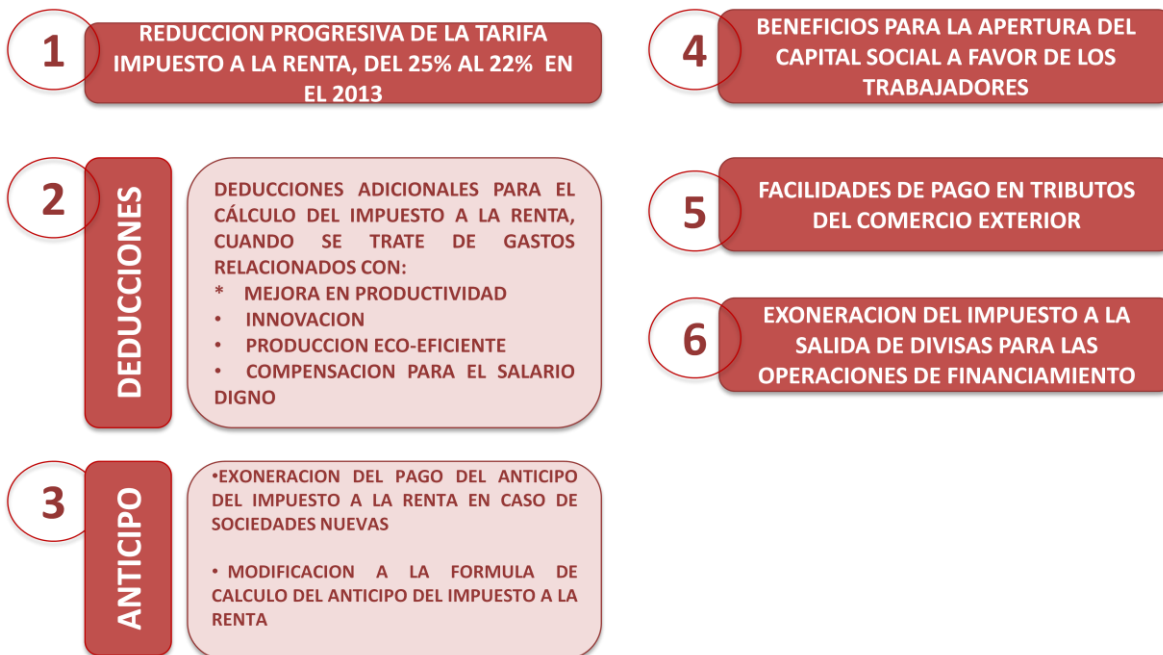 1
REDUCCION PROGRESIVA DE LA TARIFA
IMPUESTO A LA RENTA, DEL 25% AL 22% EN
EL 2013
2
DEDUCCIONES
DEDUCCIONES ADICIONALES PARA EL
CÁLCULO DEL IMPUESTO A LA RENTA,
CUANDO SE TRATE DE GASTOS
RELACIONADOS CON:
* MEJORA EN PRODUCTIVIDAD
• INNOVACION
• PRODUCCION ECO-EFICIENTE
• COMPENSACION PARA EL SALARIO
DIGNO
3
ANTICIPO
•EXONERACION DEL PAGO DEL ANTICIPO
DEL IMPUESTO A LA RENTA EN CASO DE
SOCIEDADES NUEVAS
• MODIFICACION A LA FORMULA DE
CALCULO DEL ANTICIPO DEL IMPUESTO A LA
RENTA
4
BENEFICIOS PARA LA APERTURA DEL
CAPITAL SOCIAL A FAVOR DE LOS
TRABAJADORES
5
FACILIDADES DE PAGO EN TRIBUTOS
DEL COMERCIO EXTERIOR
6
EXONERACION DEL IMPUESTO A LA
SALIDA DE DIVISAS PARA LAS
OPERACIONES DE FINANCIAMIENTO